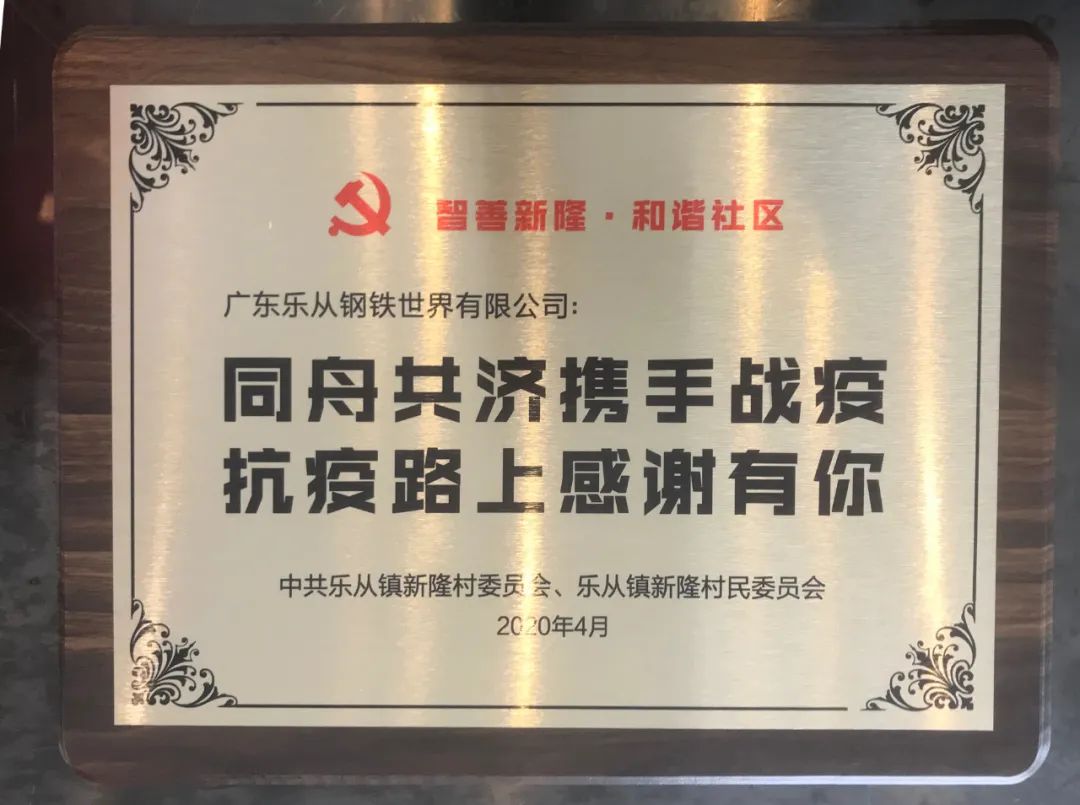 智善新隆·和谐社区
广东乐从钢铁世界有限公司:
同舟共济携手战疫
抗疫路上感谢有你
中共乐从镇新隆村委员会、乐从镇新隆村民委员会
2020年4月